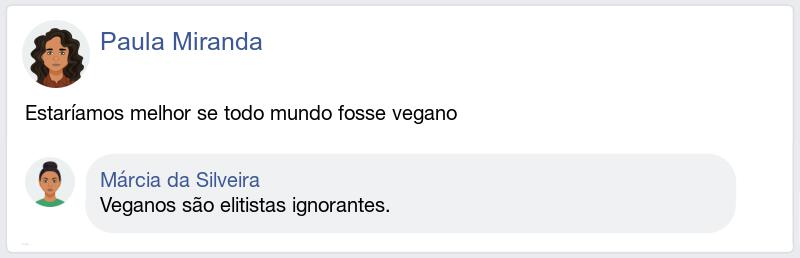 Paula Miranda
Estaríamos melhor se todo mundo fosse vegano
Márcia da Silveira
Veganos são elitistas ignorantes.